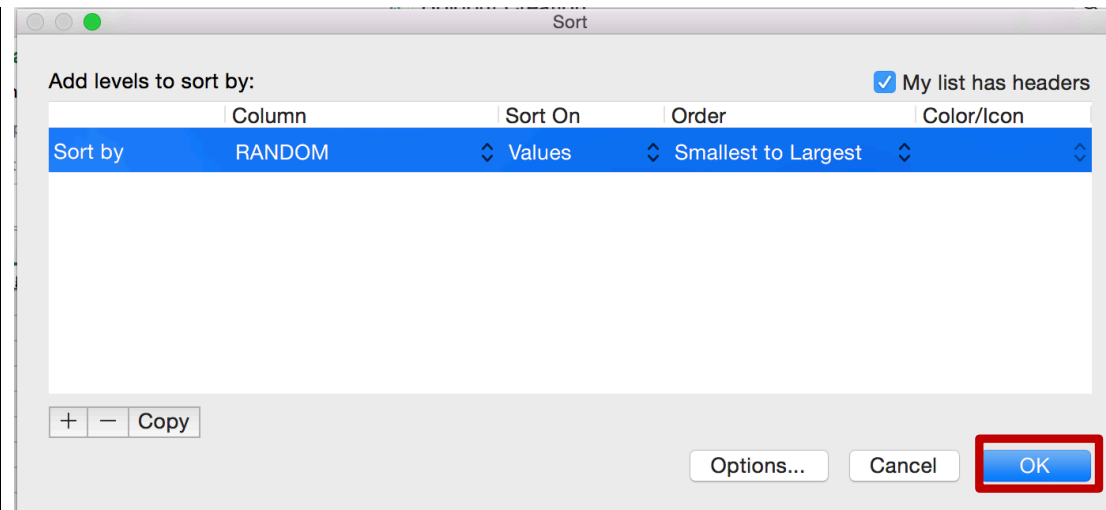 Sort
Add levels to sort by:
My list has headers
Column Sort On Order Color/Icon
Sort by RANDOM Values Smallest to Largest
+ − Copy
Options... Cancel OK